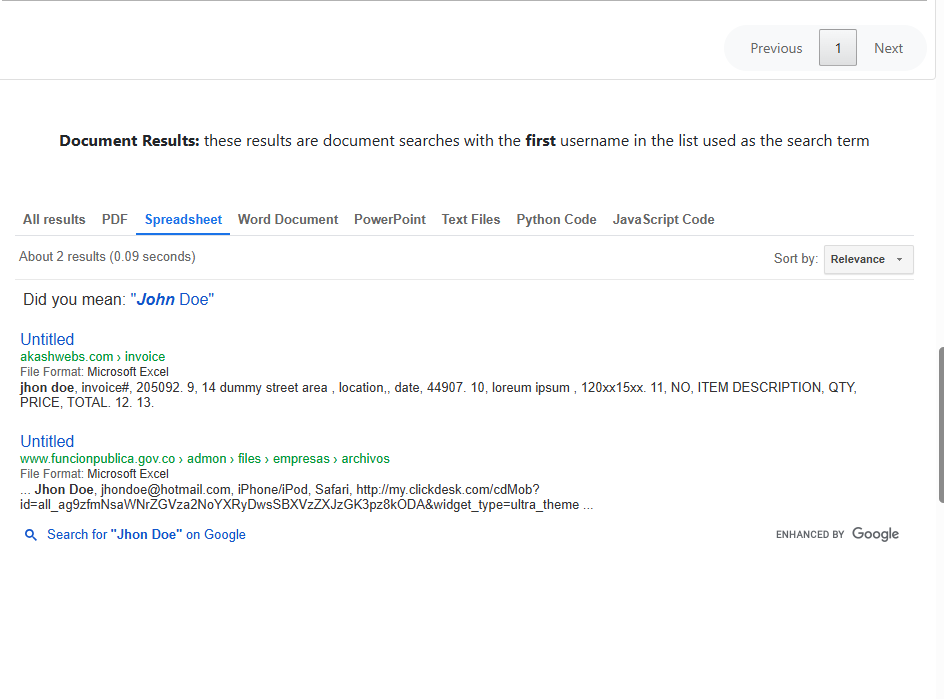 Previous 1 Next
Document Results: these results are document searches with the first username in the list used as the search term
All results PDF Spreadsheet Word Document PowerPoint Text Files Python Code JavaScript Code
About 2 results (0.09 seconds) Sort by: Relevance
Did you mean: "John Doe"
Untitled
akashwebs.com › invoice
File Format: Microsoft Excel
jhon doe, invoice#, 205092. 9, 14 dummy street area , location,, date, 44907. 10, loreum ipsum , 120xx15xx. 11, NO, ITEM DESCRIPTION, QTY,
PRICE, TOTAL. 12. 13.
Untitled
www.funcionpublica.gov.co › admon › files › empresas › archivos
File Format: Microsoft Excel
... Jhon Doe, jhondoe@hotmail.com, iPhone/iPod, Safari, http://my.clickdesk.com/cdMob?
id=all_ag9zfmNsaWNrZGVza2NoYXRyDwsSBXVzZXJzGK3pz8kODA&widget_type=ultra_theme ...
Search for "Jhon Doe" on Google ENHANCED BY Google